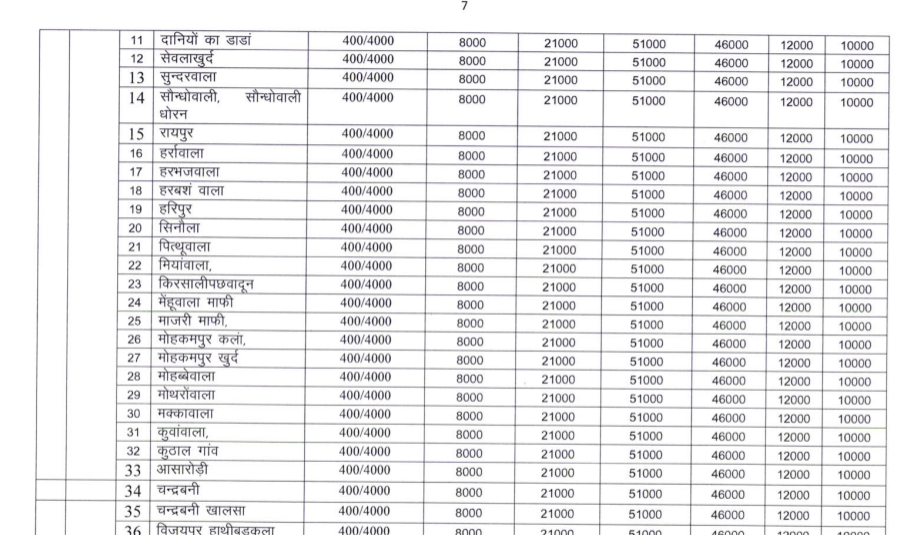 7
11 दानियों का डाडां 400/4000 8000 21000 51000 46000 12000 10000
12 सेवलाखुर्द 400/4000 8000 21000 51000 46000 12000 10000
13 सुन्दरवाला 400/4000 8000 21000 51000 46000 12000 10000
14 सौन्धोवाली, सौन्धोवाली 400/4000 8000 21000 51000 46000 12000 10000
धोरन
15 रायपुर 400/4000 8000 21000 51000 46000 12000 10000
16 हर्रावाला 400/4000 8000 21000 51000 46000 12000 10000
17 हरभजवाला 400/4000 8000 21000 51000 46000 12000 10000
18 हरबशं वाला 400/4000 8000 21000 51000 46000 12000 10000
19 हरिपुर 400/4000 8000 21000 51000 46000 12000 10000
20 सिनौला 400/4000 8000 21000 51000 46000 12000 10000
21 पित्थूवाला 400/4000 8000 21000 51000 46000 12000 10000
22 मियांवाला, 400/4000 8000 21000 51000 46000 12000 10000
23 किरसालीपछवादून 400/4000 8000 21000 51000 46000 12000 10000
24 मेंहूवाला माफी 400/4000 8000 21000 51000 46000 12000 10000
25 माजरी माफी, 400/4000 8000 21000 51000 46000 12000 10000
26 मोहकमपुर कलां, 400/4000 8000 21000 51000 46000 12000 10000
27 मोहकमपुर खुर्द 400/4000 8000 21000 51000 46000 12000 10000
28 मोहब्बेवाला 400/4000 8000 21000 51000 46000 12000 10000
29 मोथरोंवाला 400/4000 8000 21000 51000 46000 12000 10000
30 मक्कावाला 400/4000 8000 21000 51000 46000 12000 10000
31 कुवांवाला, 400/4000 8000 21000 51000 46000 12000 10000
32 कुठाल गांव 400/4000 8000 21000 51000 46000 12000 10000
33 आसारोड़ी 400/4000 8000 21000 51000 46000 12000 10000
34 चन्द्रबनी 400/4000 8000 21000 51000 46000 12000 10000
35 चन्द्रबनी खालसा 400/4000 8000 21000 51000 46000 12000 10000
36 विजयपुर हाथीबडकला 400/4000 8000 21000 51000 46000 12000 10000